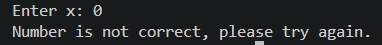 Enter x: 0
Number is not correct, please try again.